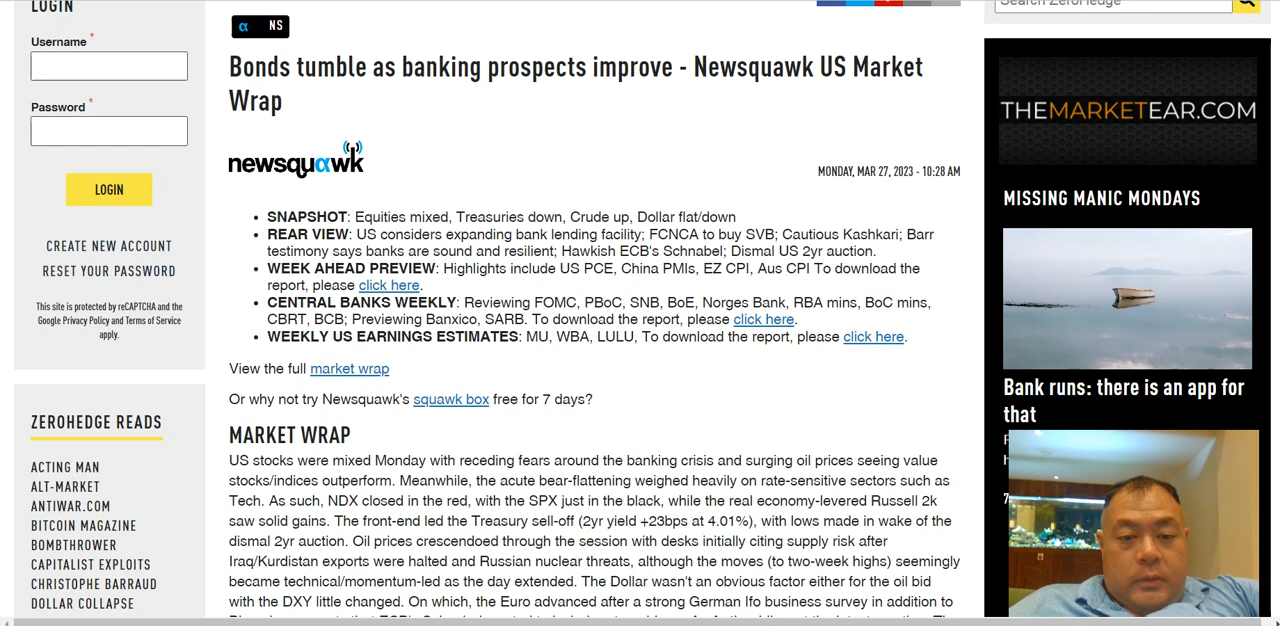 LOGIN
Search ZeroHedge
Username *
Password *
LOGIN
CREATE NEW ACCOUNT
RESET YOUR PASSWORD
This site is protected by reCAPTCHA and the
Google Privacy Policy and Terms of Service
apply.
ZEROHEDGE READS
ACTING MAN
ALT-MARKET
ANTIWAR.COM
BITCOIN MAGAZINE
BOMBTHROWER
CAPITALIST EXPLOITS
CHRISTOPHE BARRAUD
DOLLAR COLLAPSE
α NS
Bonds tumble as banking prospects improve - Newsquawk US Market
Wrap
newsquαwk
MONDAY, MAR 27, 2023 - 10:28 AM
• SNAPSHOT: Equities mixed, Treasuries down, Crude up, Dollar flat/down
• REAR VIEW: US considers expanding bank lending facility; FCNCA to buy SVB; Cautious Kashkari; Barr
testimony says banks are sound and resilient; Hawkish ECB's Schnabel; Dismal US 2yr auction.
• WEEK AHEAD PREVIEW: Highlights include US PCE, China PMIs, EZ CPI, Aus CPI To download the
report, please click here.
• CENTRAL BANKS WEEKLY: Reviewing FOMC, PBoC, SNB, BoE, Norges Bank, RBA mins, BoC mins,
CBRT, BCB; Previewing Banxico, SARB. To download the report, please click here.
• WEEKLY US EARNINGS ESTIMATES: MU, WBA, LULU, To download the report, please click here.
View the full market wrap
Or why not try Newsquawk's squawk box free for 7 days?
MARKET WRAP
US stocks were mixed Monday with receding fears around the banking crisis and surging oil prices seeing value
stocks/indices outperform. Meanwhile, the acute bear-flattening weighed heavily on rate-sensitive sectors such as
Tech. As such, NDX closed in the red, with the SPX just in the black, while the real economy-levered Russell 2k
saw solid gains. The front-end led the Treasury sell-off (2yr yield +23bps at 4.01%), with lows made in wake of the
dismal 2yr auction. Oil prices crescendoed through the session with desks initially citing supply risk after
Iraq/Kurdistan exports were halted and Russian nuclear threats, although the moves (to two-week highs) seemingly
became technical/momentum-led as the day extended. The Dollar wasn't an obvious factor either for the oil bid
with the DXY little changed. On which, the Euro advanced after a strong German Ifo business survey in addition to
THEMARKETEAR.COM
MISSING MANIC MONDAYS
Bank runs: there is an app for
that